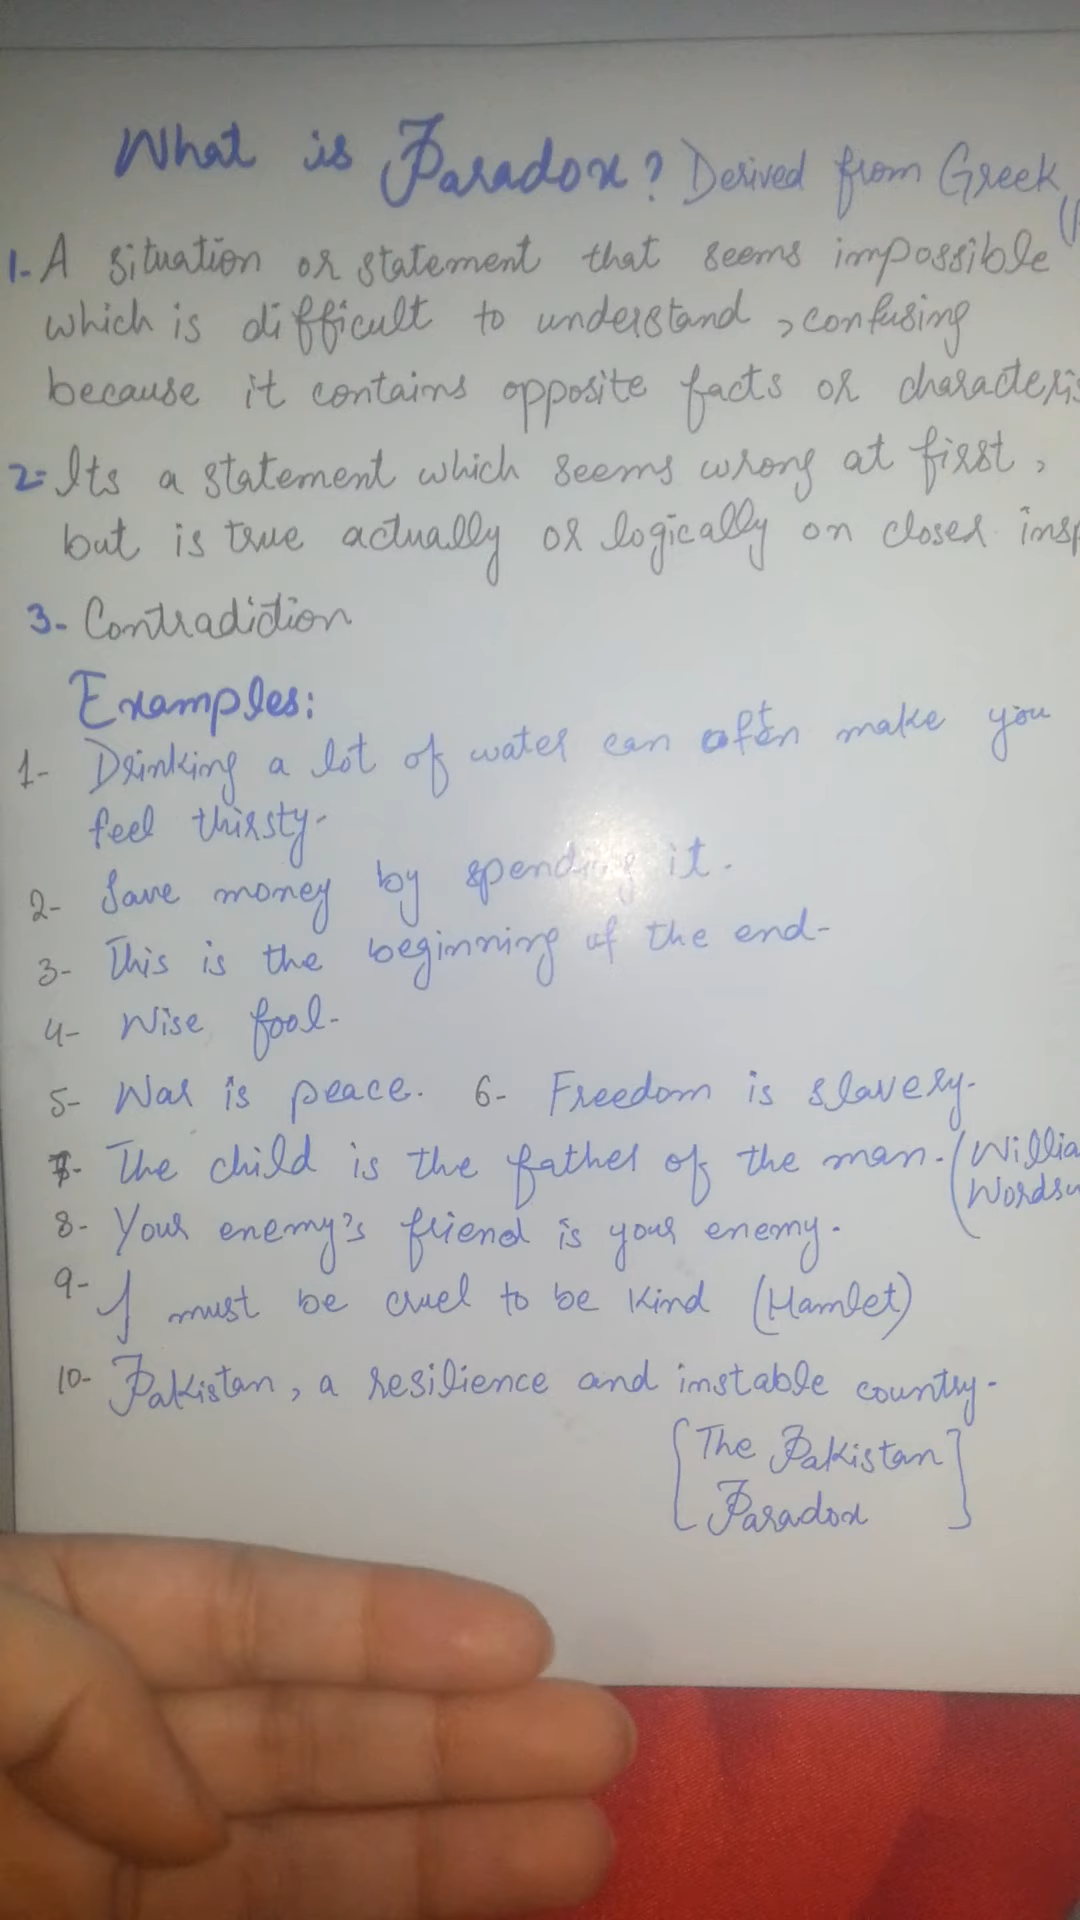 What is Paradox? Derived from Greek
1- A situation or statement that seems impossible
which is difficult to understand, confusing
because it contains opposite facts or
2- Its a statement which seems wrong at first,
but is true actually or logically on closer
3- Contradiction
Examples:
1- Drinking a lot of water can often make you
feel thirsty.
2- Save money by spending it.
3- This is the beginning of the end-
4- Wise fool-
5- War is peace. 6- Freedom is slavery.
7- The child is the father of the man. (
8- Your enemy's friend is your enemy.
9- I must be cruel to be kind (Hamlet)
10- Pakistan, a resilience and instable country-
[The Pakistan
Paradox]